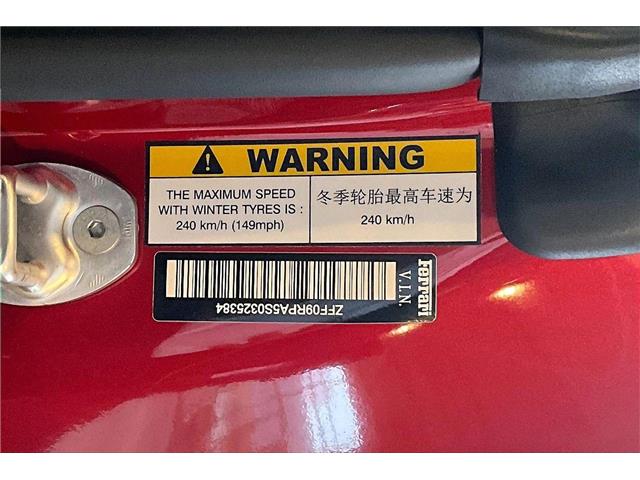 WARNING
THE MAXIMUM SPEED
WITH WINTER TYRES IS :
240 km/h (149mph)
冬季轮胎最高车速为
240 km/h
Ferrari
V.I.N.
ZFF09RPA5S0325384